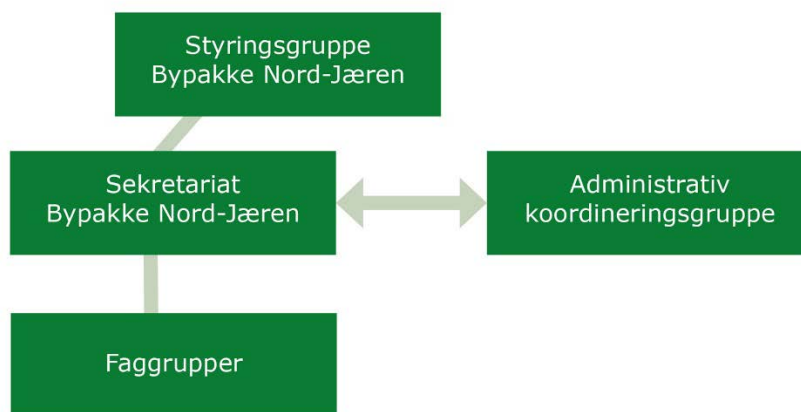 Styringsgruppe
Bypakke Nord-Jæren
Sekretariat
Bypakke Nord-Jæren
Administrativ
koordineringsgruppe
Faggrupper